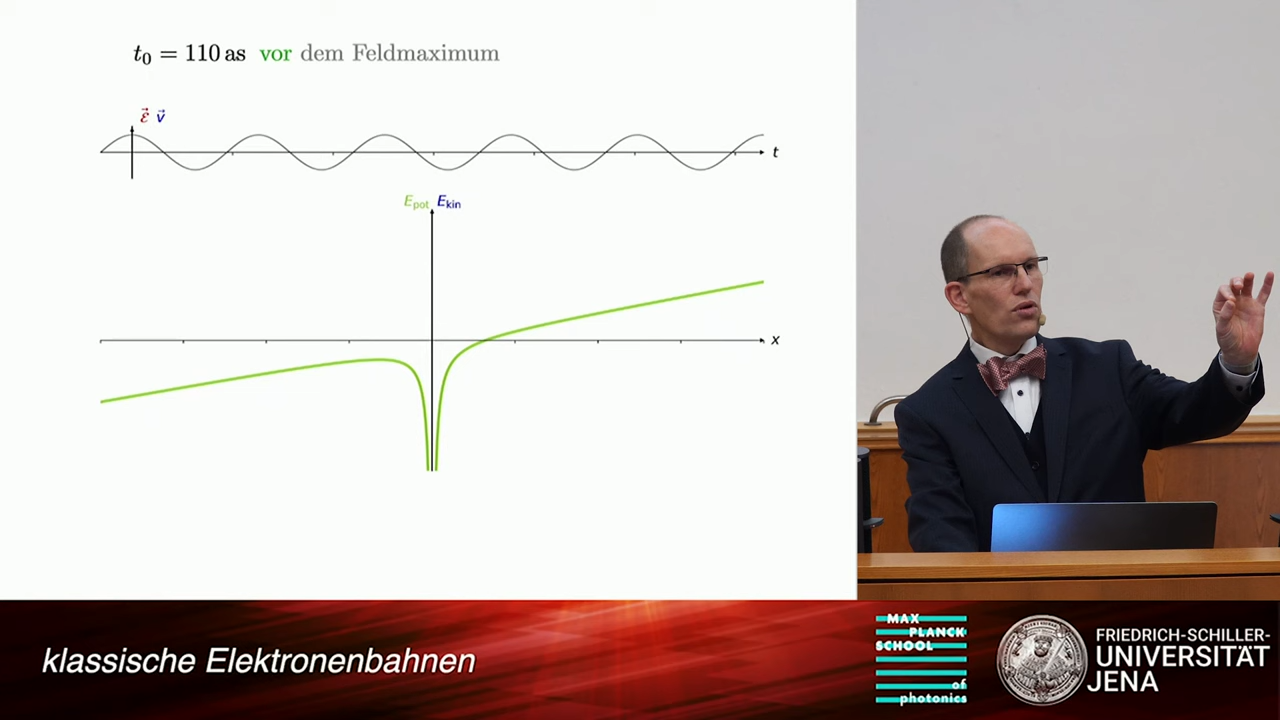 t₀ = 110 as vor dem Feldmaximum
ε⃗ v⃗
t
E_pot E_kin
x
klassische Elektronenbahnen
MAX
PLANCK
SCHOOL
of
photonics
FRIEDRICH-SCHILLER-
UNIVERSITÄT
JENA